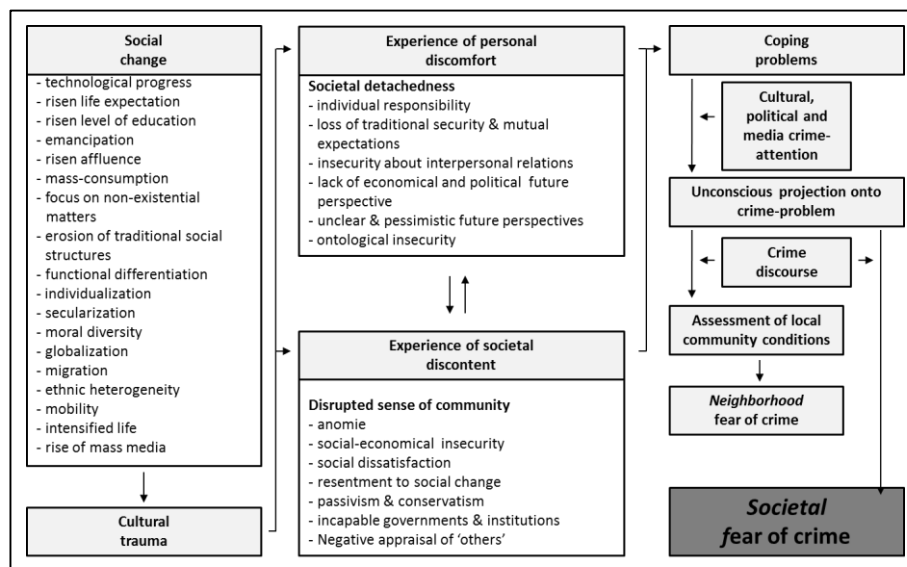 Social
change
- technological progress
- risen life expectation
- risen level of education
- emancipation
- risen affluence
- mass-consumption
- focus on non-existential
matters
- erosion of traditional social
structures
- functional differentiation
- individualization
- secularization
- moral diversity
- globalization
- migration
- ethnic heterogeneity
- mobility
- intensified life
- rise of mass media
Cultural
trauma
Experience of personal
discomfort
Societal detachedness
- individual responsibility
- loss of traditional security & mutual
expectations
- insecurity about interpersonal relations
- lack of economical and political future
perspective
- unclear & pessimistic future perspectives
- ontological insecurity
Experience of societal
discontent
Disrupted sense of community
- anomie
- social-economical insecurity
- social dissatisfaction
- resentment to social change
- passivism & conservatism
- incapable governments & institutions
- Negative appraisal of ‘others’
Coping
problems
Cultural,
political and
media crime-
attention
Unconscious projection onto
crime-problem
Crime
discourse
Assessment of local
community conditions
Neighborhood
fear of crime
Societal
fear of crime